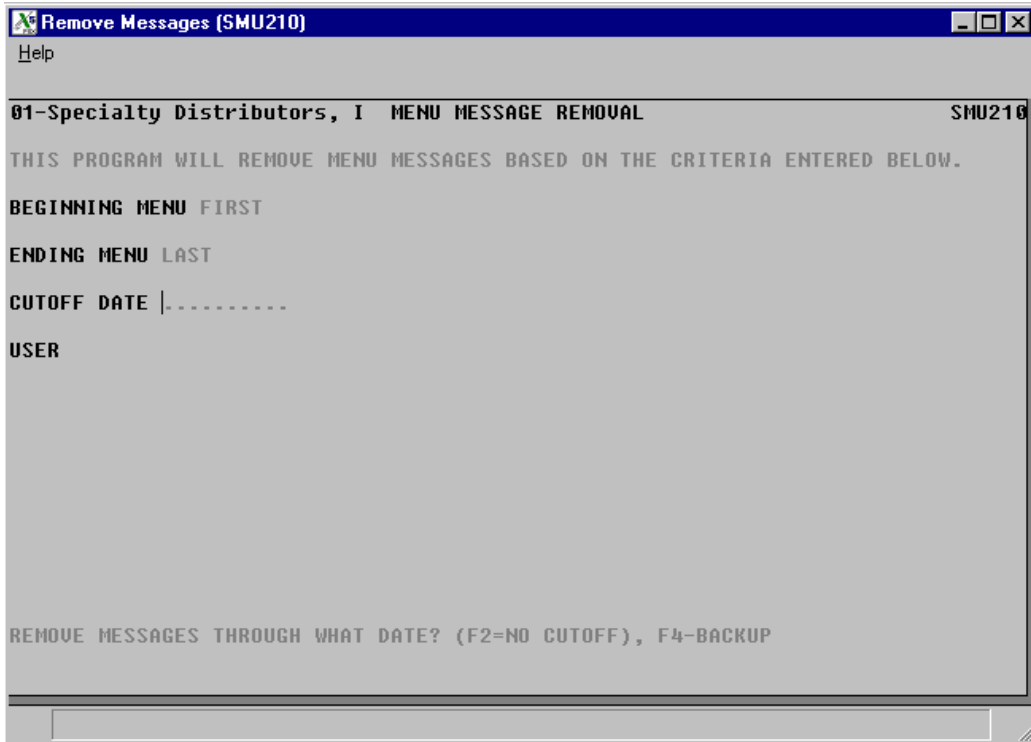 Remove Messages (SMU210)
Help
01-Specialty Distributors, I MENU MESSAGE REMOVAL SMU210
THIS PROGRAM WILL REMOVE MENU MESSAGES BASED ON THE CRITERIA ENTERED BELOW.
BEGINNING MENU FIRST
ENDING MENU LAST
CUTOFF DATE ..........
USER
REMOVE MESSAGES THROUGH WHAT DATE? (F2=NO CUTOFF), F4-BACKUP